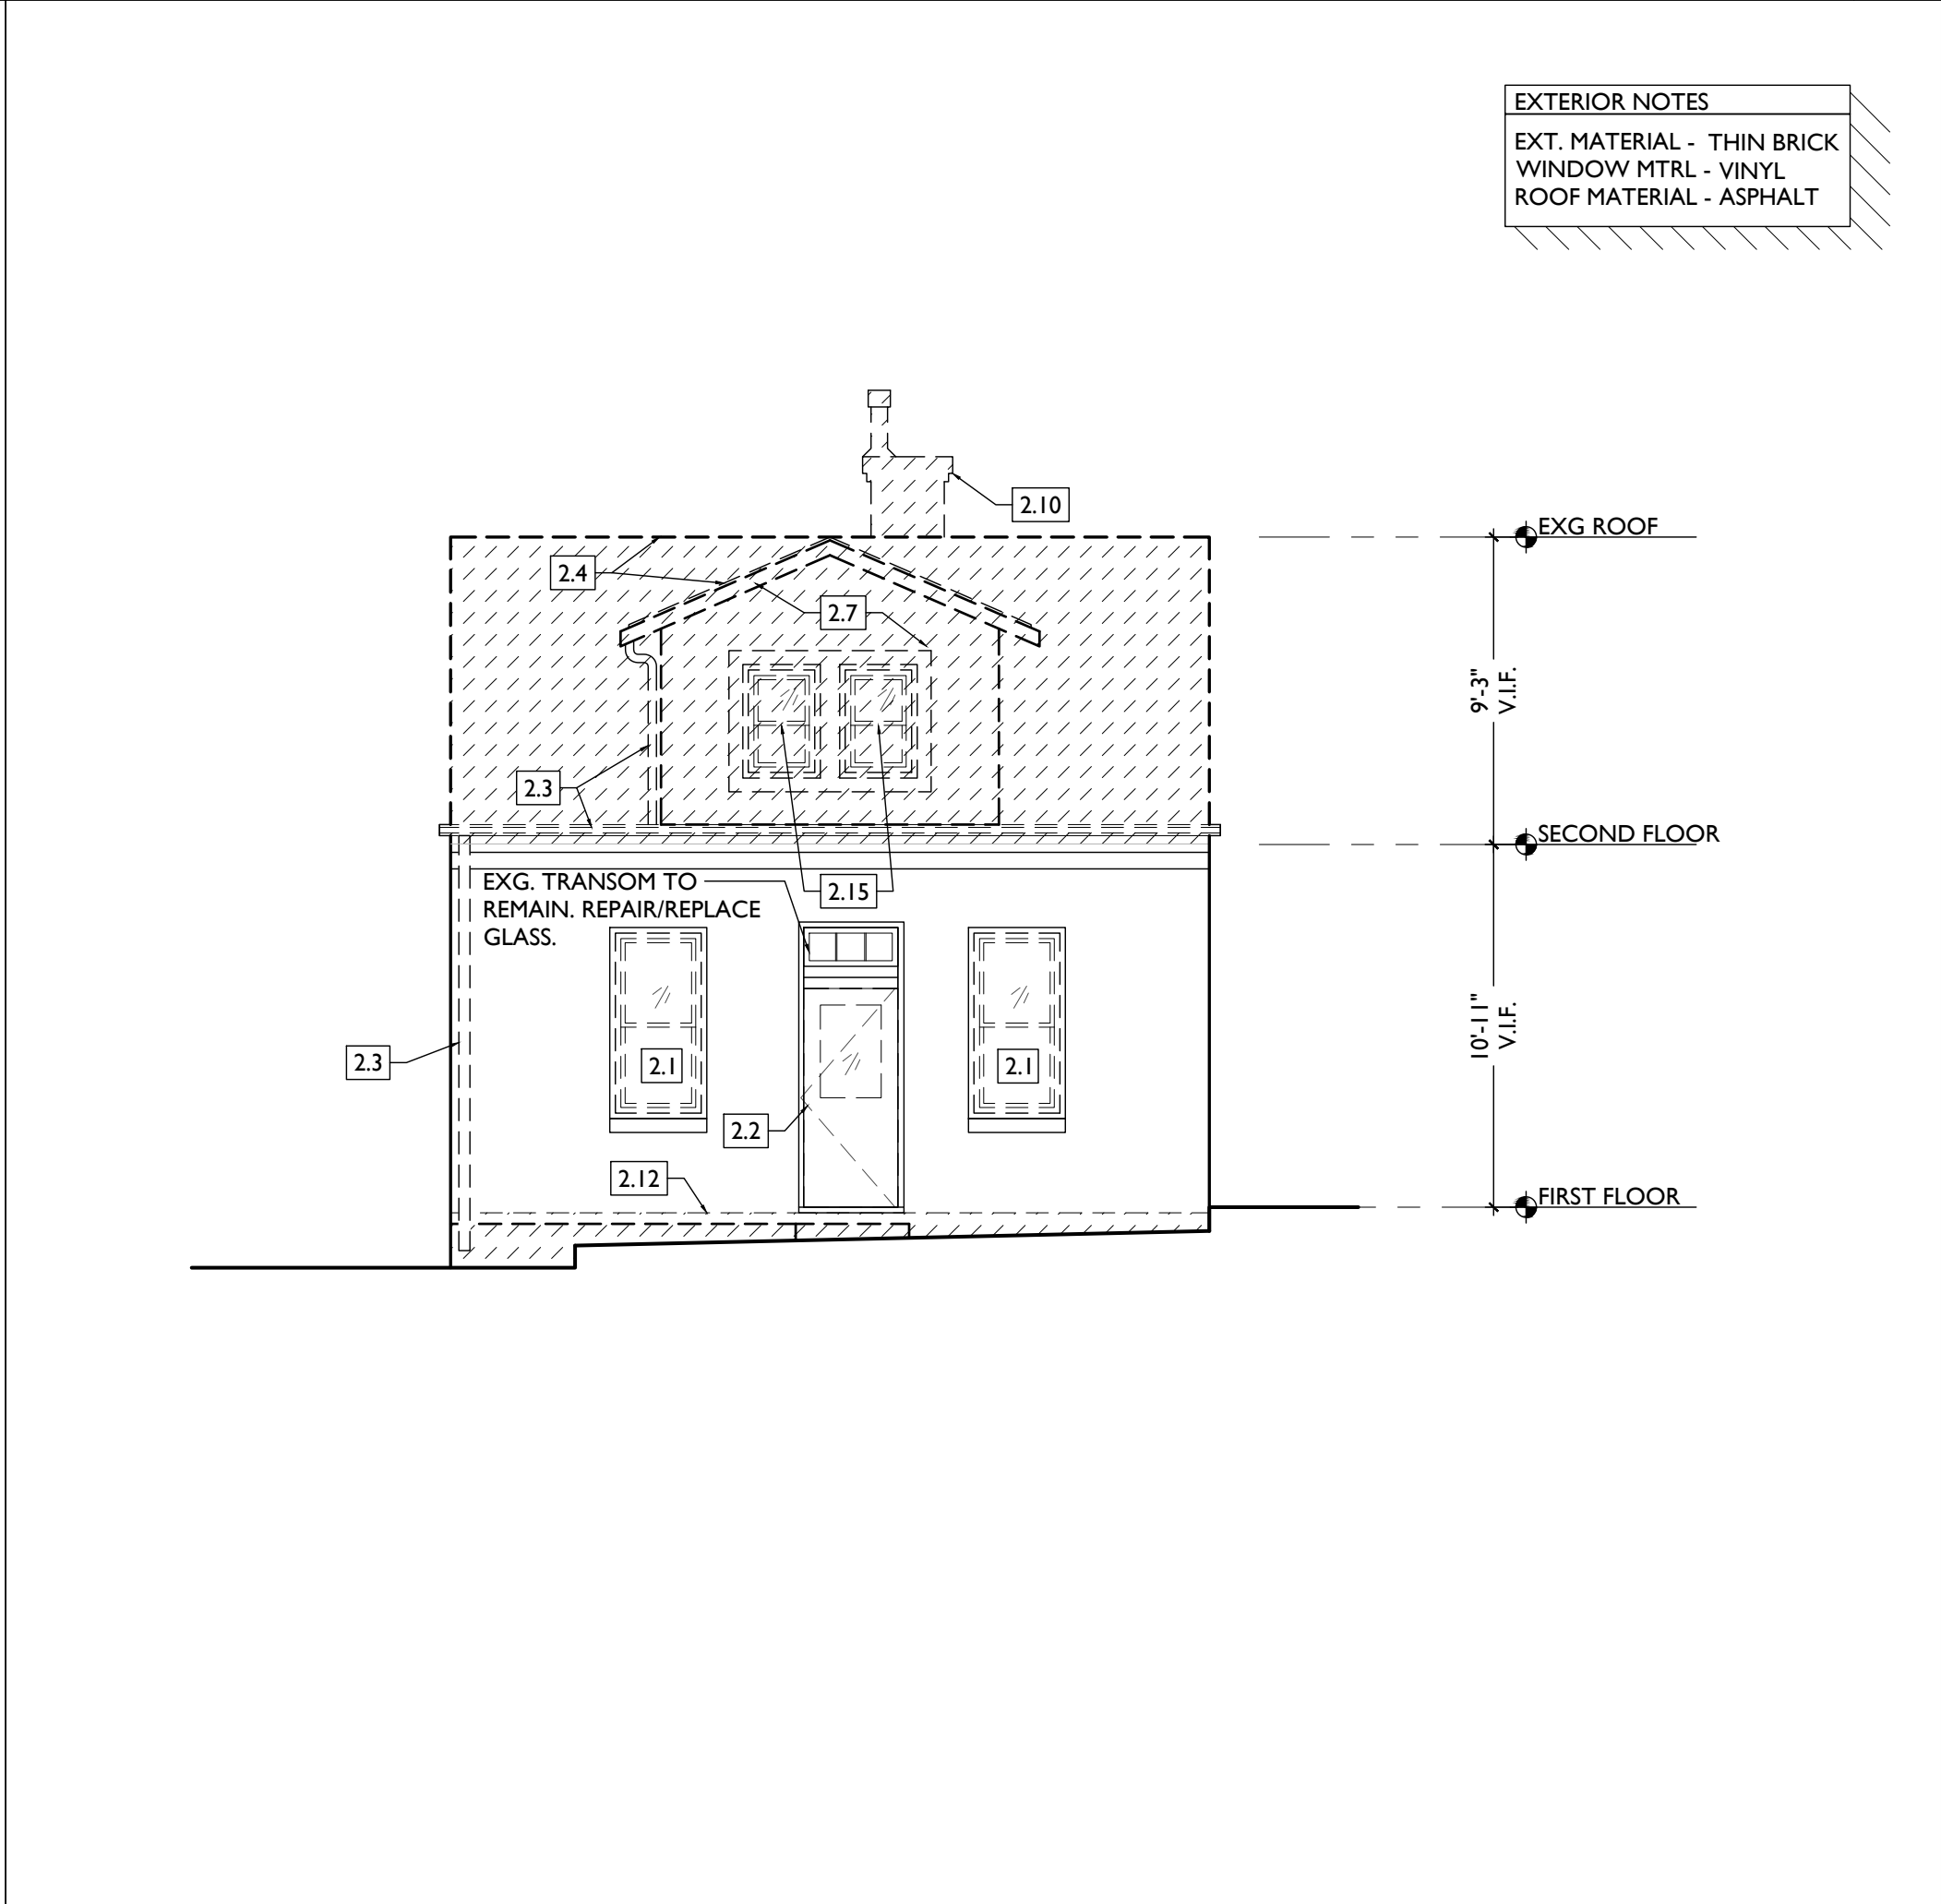 EXTERIOR NOTES
EXT. MATERIAL - THIN BRICK
WINDOW MTRL - VINYL
ROOF MATERIAL - ASPHALT
2.10
EXG ROOF
2.4
2.7
9'-3"
V.I.F.
2.3
SECOND FLOOR
EXG. TRANSOM TO
REMAIN. REPAIR/REPLACE
GLASS.
2.15
10'-11"
V.I.F.
2.3
2.1
2.1
2.2
2.12
FIRST FLOOR